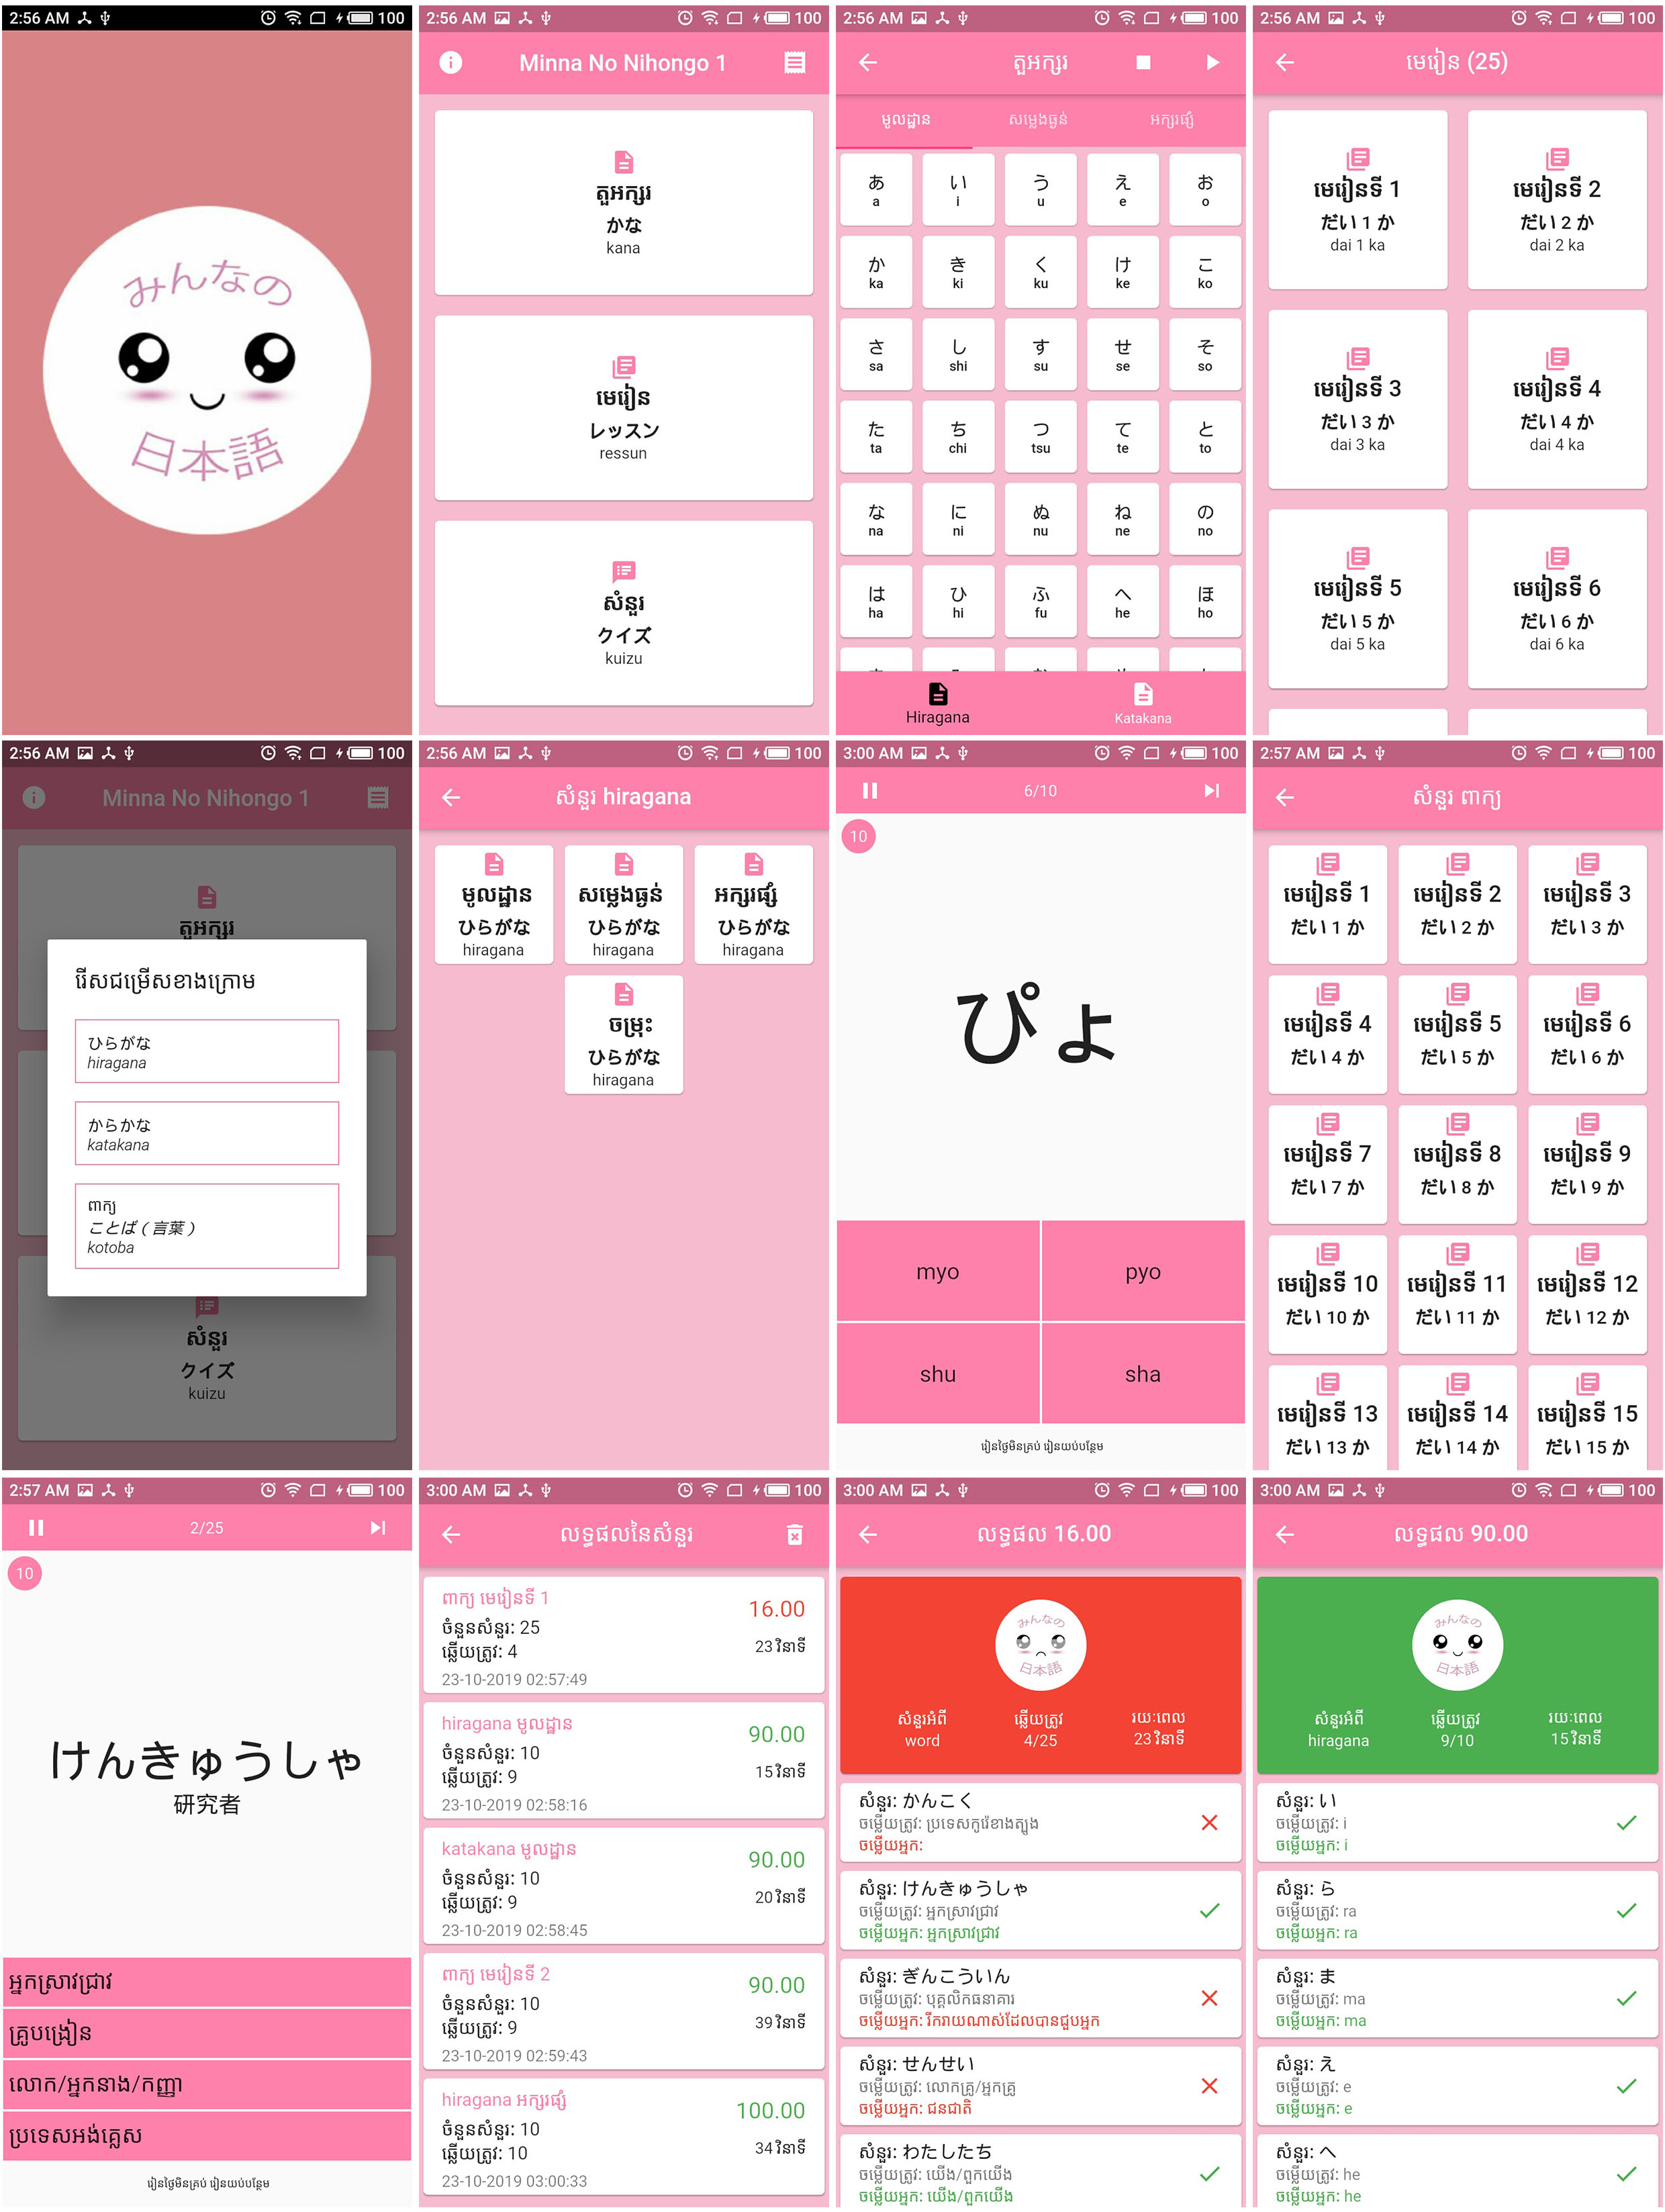 2:56 AM
100
みんなの
日本語
2:56 AM
100
Minna No Nihongo 1
តួអក្សរ
かな
kana
មេរៀន
レッスン
ressun
សំនួរ
クイズ
kuizu
2:56 AM
100
តួអក្សរ
មូលដ្ឋាន
សម្លេងធ្ងន់
អក្សរផ្សំ
あ い う え お
a i u e o
か き く け こ
ka ki ku ke ko
さ し す せ そ
sa shi su se so
た ち つ て と
ta chi tsu te to
な に ぬ ね の
na ni nu ne no
は ひ ふ へ ほ
ha hi fu he ho
Hiragana
Katakana
2:56 AM
100
មេរៀន (25)
មេរៀនទី 1
だい 1 か
dai 1 ka
មេរៀនទី 2
だい 2 か
dai 2 ka
មេរៀនទី 3
だい 3 か
dai 3 ka
មេរៀនទី 4
だい 4 か
dai 4 ka
មេរៀនទី 5
だい 5 か
dai 5 ka
មេរៀនទី 6
だい 6 か
dai 6 ka
2:56 AM
100
Minna No Nihongo 1
តួអក្សរ
រើសជម្រើសខាងក្រោម
ひらがな
hiragana
からかな
katakana
ពាក្យ
ことば ( 言葉 )
kotoba
សំនួរ
クイズ
kuizu
2:56 AM
100
សំនួរ hiragana
មូលដ្ឋាន
ひらがな
hiragana
សម្លេងធ្ងន់
ひらがな
hiragana
អក្សរផ្សំ
ひらがな
hiragana
ចម្រុះ
ひらがな
hiragana
3:00 AM
100
6/10
10
ぴょ
myo
pyo
shu
sha
រៀនថ្ងៃមិនគ្រប់ រៀនយប់បន្ថែម
2:57 AM
100
សំនួរ ពាក្យ
មេរៀនទី 1
だい 1 か
មេរៀនទី 2
だい 2 か
មេរៀនទី 3
だい 3 か
មេរៀនទី 4
だい 4 か
មេរៀនទី 5
だい 5 か
មេរៀនទី 6
だい 6 か
មេរៀនទី 7
だい 7 か
មេរៀនទី 8
だい 8 か
មេរៀនទី 9
だい 9 か
មេរៀនទី 10
だい 10 か
មេរៀនទី 11
だい 11 か
មេរៀនទី 12
だい 12 か
មេរៀនទី 13
だい 13 か
មេរៀនទី 14
だい 14 か
មេរៀនទី 15
だい 15 か
2:57 AM
100
2/25
10
けんきゅうしゃ
研究者
អ្នកស្រាវជ្រាវ
គ្រូបង្រៀន
លោក/អ្នកនាង/កញ្ញា
ប្រទេសអង់គ្លេស
រៀនថ្ងៃមិនគ្រប់ រៀនយប់បន្ថែម
3:00 AM
100
លទ្ធផលនៃសំនួរ
ពាក្យ មេរៀនទី 1
16.00
ចំនួនសំនួរ: 25
ឆ្លើយត្រូវ: 4
23 វិនាទី
23-10-2019 02:57:49
hiragana មូលដ្ឋាន
90.00
ចំនួនសំនួរ: 10
ឆ្លើយត្រូវ: 9
15 វិនាទី
23-10-2019 02:58:16
katakana មូលដ្ឋាន
90.00
ចំនួនសំនួរ: 10
ឆ្លើយត្រូវ: 9
20 វិនាទី
23-10-2019 02:58:45
ពាក្យ មេរៀនទី 2
90.00
ចំនួនសំនួរ: 10
ឆ្លើយត្រូវ: 9
39 វិនាទី
23-10-2019 02:59:43
hiragana អក្សរផ្សំ
100.00
ចំនួនសំនួរ: 10
ឆ្លើយត្រូវ: 10
34 វិនាទី
23-10-2019 03:00:33
3:00 AM
100
លទ្ធផល 16.00
みんなの
日本語
សំនួរអំពី
word
ឆ្លើយត្រូវ
4/25
រយៈពេល
23 វិនាទី
សំនួរ: かんこく
ចម្លើយត្រូវ: ប្រទេសកូរ៉េខាងត្បូង
ចម្លើយអ្នក:
សំនួរ: けんきゅうしゃ
ចម្លើយត្រូវ: អ្នកស្រាវជ្រាវ
ចម្លើយអ្នក: អ្នកស្រាវជ្រាវ
សំនួរ: ぎんこういん
ចម្លើយត្រូវ: បុគ្គលិកធនាគារ
ចម្លើយអ្នក: រីករាយណាស់ដែលបានជួបអ្នក
សំនួរ: せんせい
ចម្លើយត្រូវ: លោកគ្រូ/អ្នកគ្រូ
ចម្លើយអ្នក: ជនជាតិ
សំនួរ: わたしたち
ចម្លើយត្រូវ: យើង/ពួកយើង
ចម្លើយអ្នក: យើង/ពួកយើង
3:00 AM
100
លទ្ធផល 90.00
みんなの
日本語
សំនួរអំពី
hiragana
ឆ្លើយត្រូវ
9/10
រយៈពេល
15 វិនាទី
សំនួរ: い
ចម្លើយត្រូវ: i
ចម្លើយអ្នក: i
សំនួរ: ら
ចម្លើយត្រូវ: ra
ចម្លើយអ្នក: ra
សំនួរ: ま
ចម្លើយត្រូវ: ma
ចម្លើយអ្នក: ma
សំនួរ: え
ចម្លើយត្រូវ: e
ចម្លើយអ្នក: e
សំនួរ: へ
ចម្លើយត្រូវ: he
ចម្លើយអ្នក: he